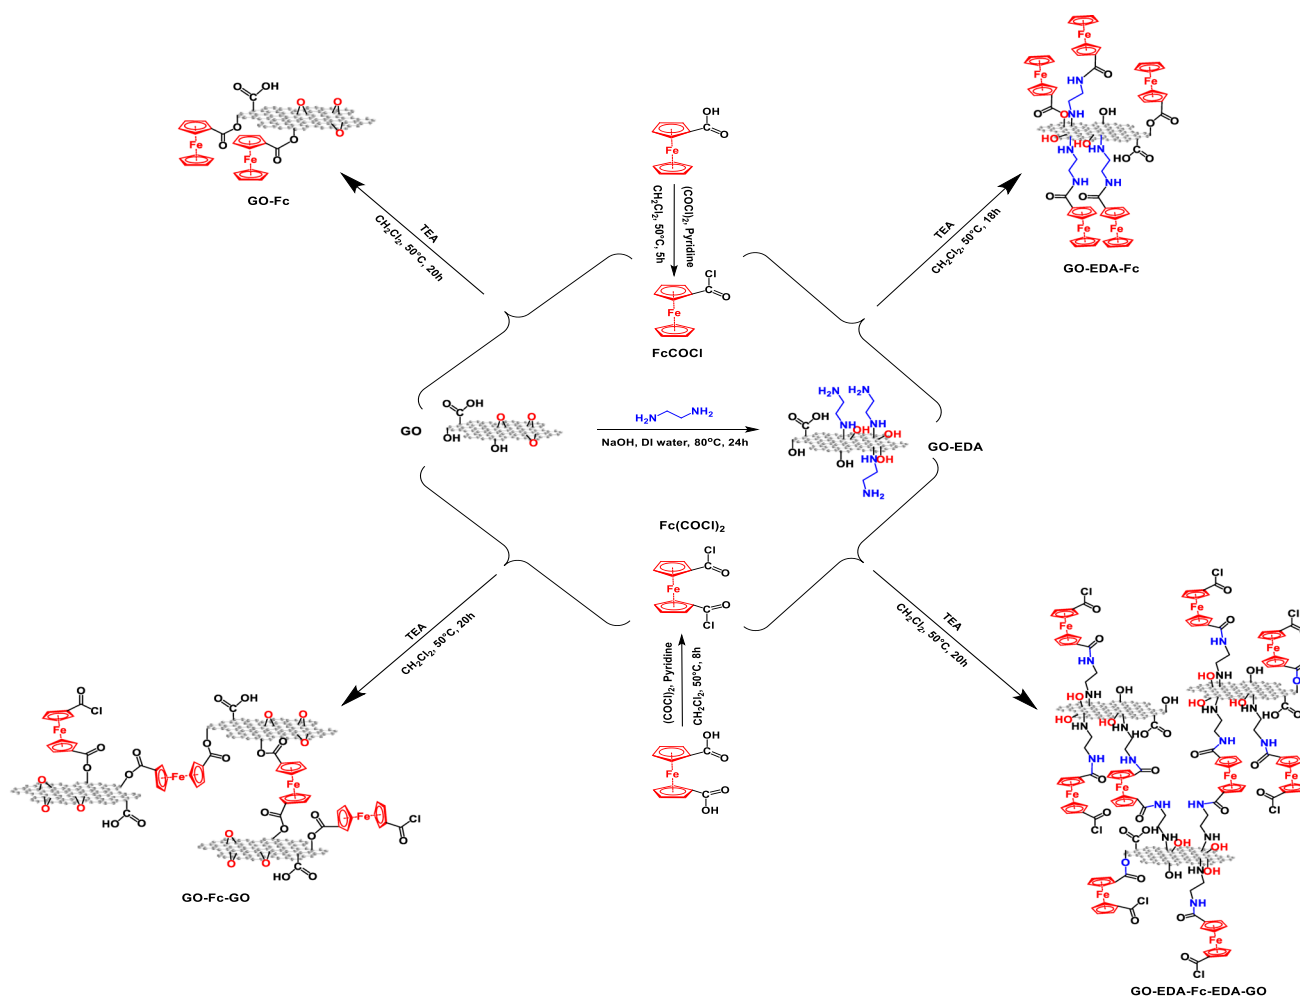 GO-Fc
TEA
CH2Cl2, 50°C, 20h
(COCl)2, Pyridine
CH2Cl2, 50°C, 5h
FcCOCl
TEA
CH2Cl2, 50°C, 18h
GO-EDA-Fc
GO
H2N
NH2
NaOH, DI water, 80°C, 24h
GO-EDA
Fc(COCl)2
(COCl)2, Pyridine
CH2Cl2, 50°C, 8h
TEA
CH2Cl2, 50°C, 20h
GO-Fc-GO
TEA
CH2Cl2, 50°C, 20h
GO-EDA-Fc-EDA-GO